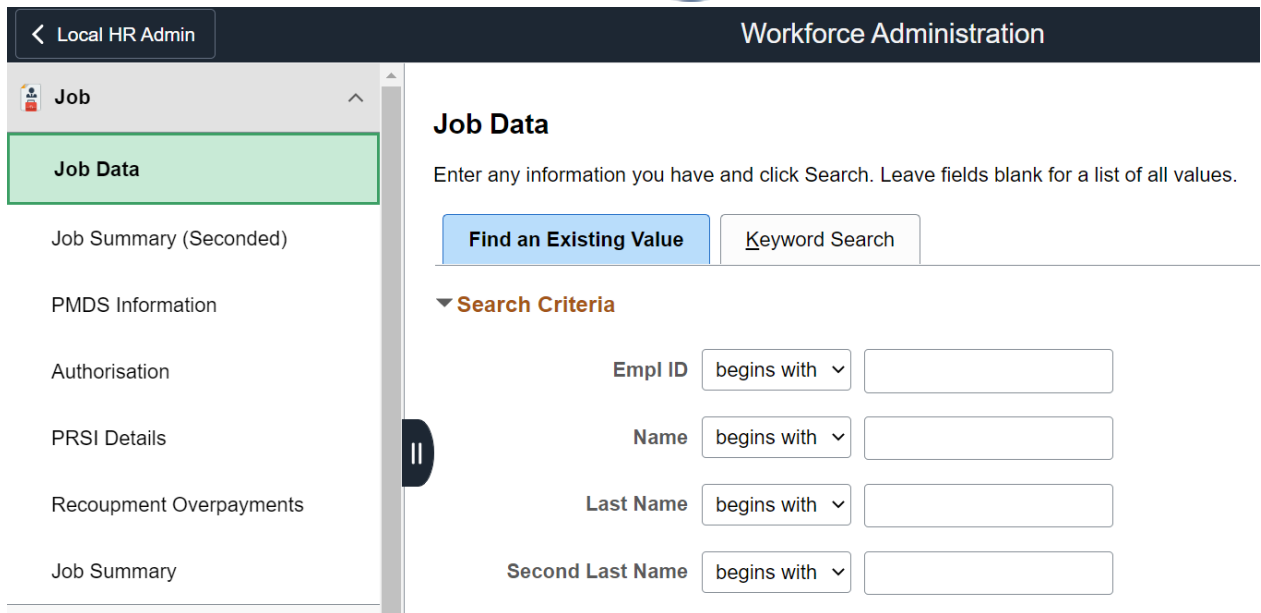 Local HR Admin
Workforce Administration
Job
Job Data
Job Summary (Seconded)
PMDS Information
Authorisation
PRSI Details
Recoupment Overpayments
Job Summary
Job Data
Enter any information you have and click Search. Leave fields blank for a list of all values.
Find an Existing Value
Keyword Search
Search Criteria
Empl ID begins with
Name begins with
Last Name begins with
Second Last Name begins with